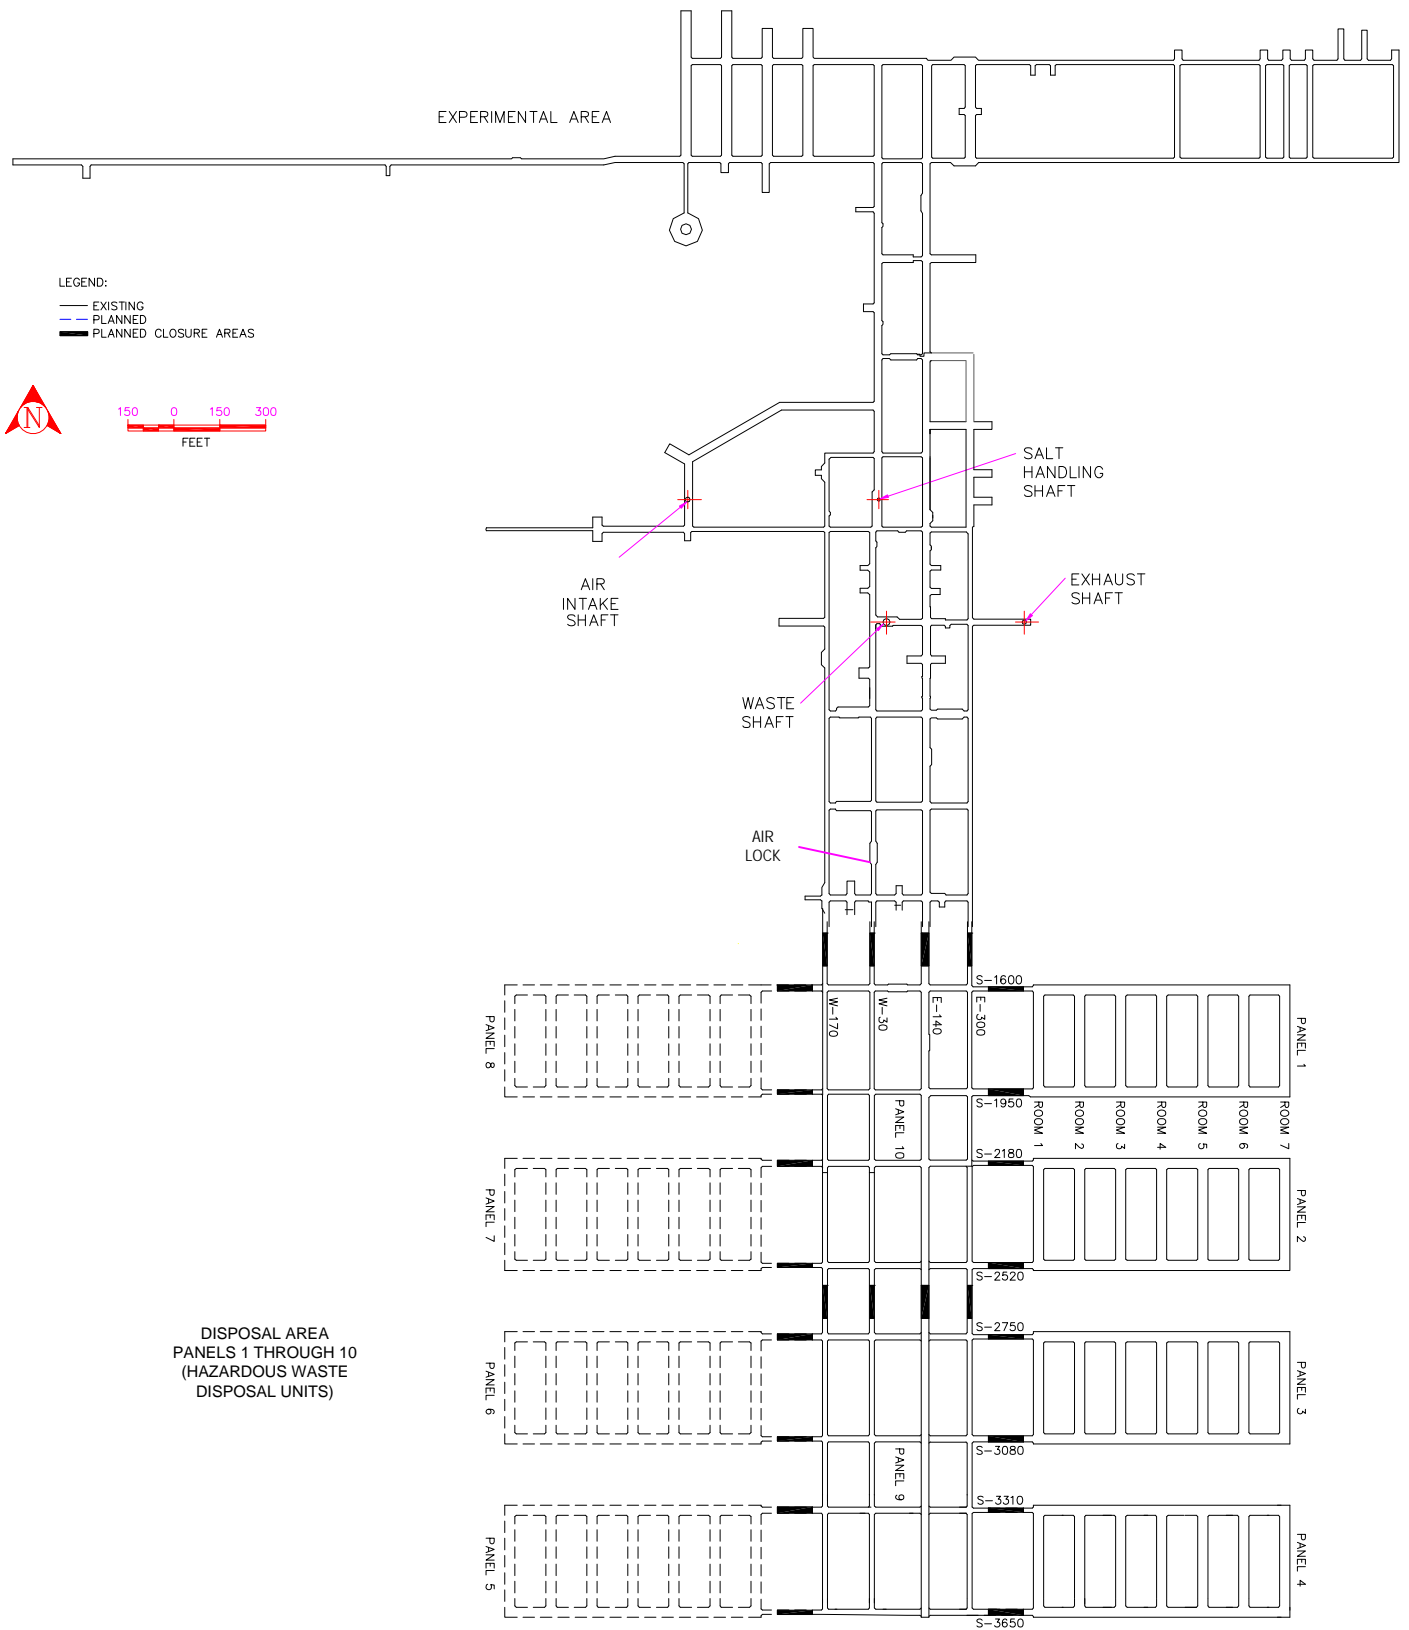 EXPERIMENTAL AREA
LEGEND:
EXISTING
PLANNED
PLANNED CLOSURE AREAS
N
150 0 150 300
FEET
SALT
HANDLING
SHAFT
AIR
INTAKE
SHAFT
EXHAUST
SHAFT
WASTE
SHAFT
AIR
LOCK
S-1600
W-170
W-30
E-140
E-300
PANEL 8
PANEL 1
S-1950
PANEL 10
ROOM 1
ROOM 2
ROOM 3
ROOM 4
ROOM 5
ROOM 6
ROOM 7
S-2180
PANEL 7
PANEL 2
S-2520
S-2750
DISPOSAL AREA
PANELS 1 THROUGH 10
(HAZARDOUS WASTE
DISPOSAL UNITS)
PANEL 6
PANEL 3
S-3080
PANEL 9
S-3310
PANEL 5
PANEL 4
S-3650